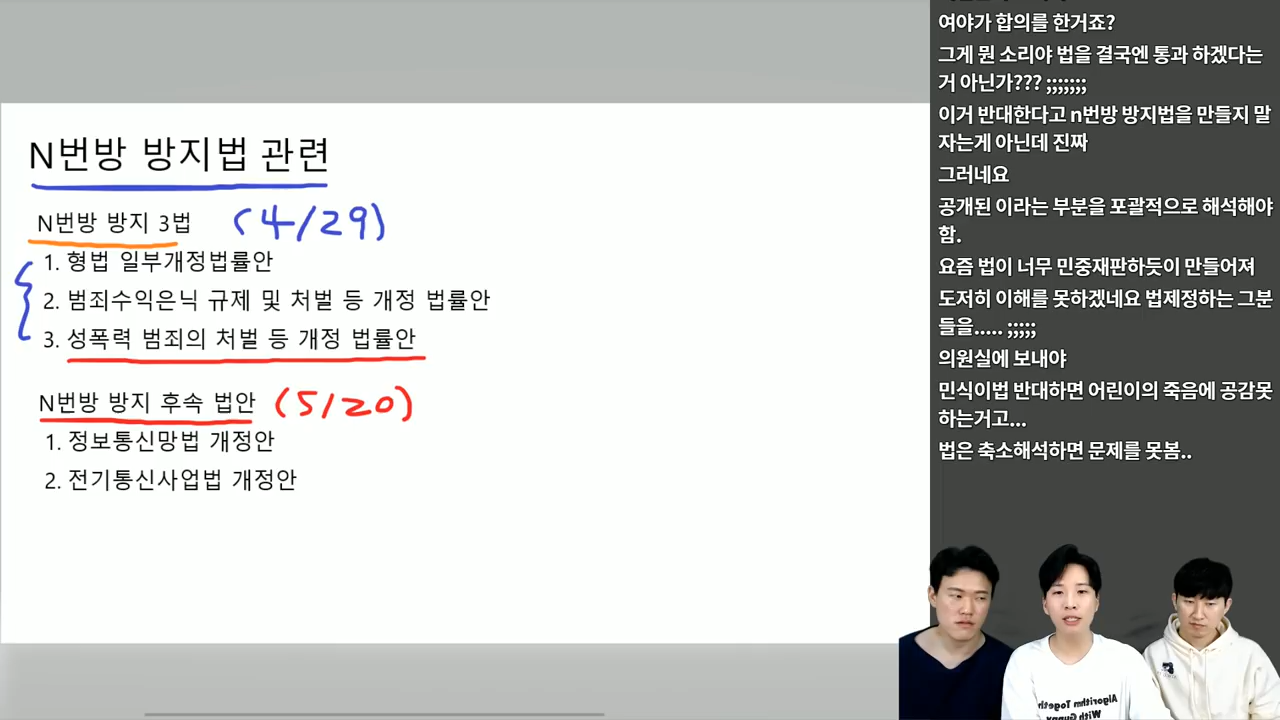 N번방 방지법 관련
N번방 방지 3법 (4/29)
1. 형법 일부개정법률안
2. 범죄수익은닉 규제 및 처벌 등 개정 법률안
3. 성폭력 범죄의 처벌 등 개정 법률안
N번방 방지 후속 법안 (5/20)
1. 정보통신망법 개정안
2. 전기통신사업법 개정안
여야가 합의를 한거죠?
그게 뭔 소리야 법을 결국엔 통과 하겠다는
거 아닌가??? ;;;;;;;
이거 반대한다고 n번방 방지법을 만들지 말
자는게 아닌데 진짜
그러네요
공개된 이라는 부분을 포괄적으로 해석해야
함.
요즘 법이 너무 민중재판하듯이 만들어져
도저히 이해를 못하겠네요 법제정하는 그분
들을..... ;;;;;
의원실에 보내야
민식이법 반대하면 어린이의 죽음에 공감못
하는거고...
법은 축소해석하면 문제를 못봄..
Algorithm Togeth
With Guppy